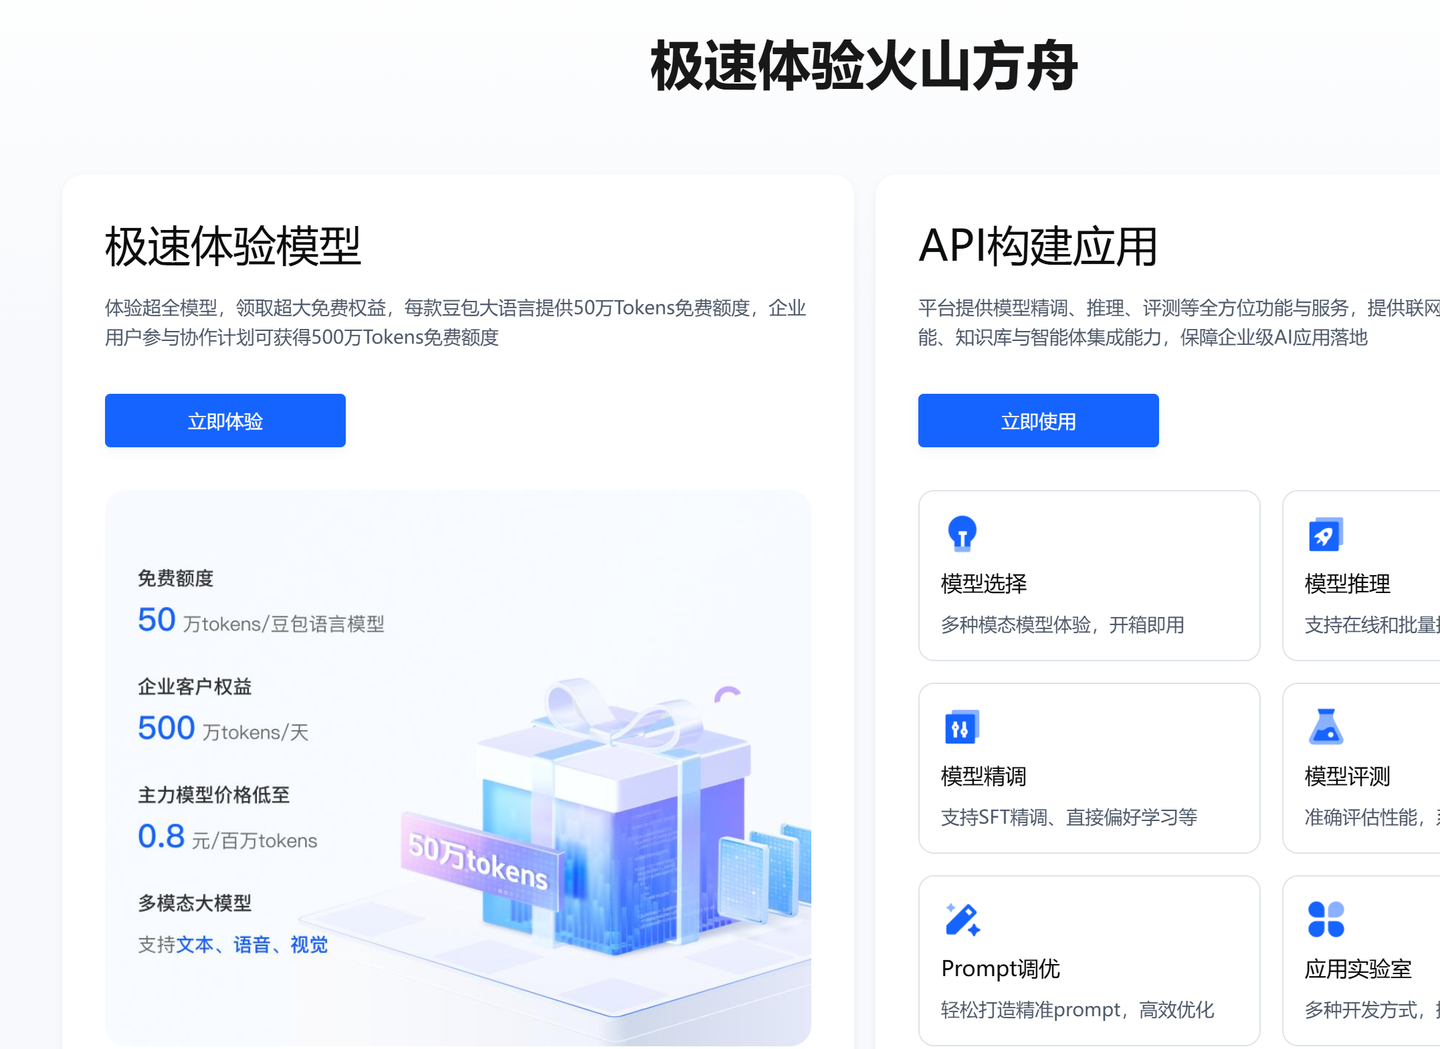 极速体验火山方舟
极速体验模型
体验超全模型，领取超大免费权益，每款豆包大语言提供50万Tokens免费额度，企业
用户参与协作计划可获得500万Tokens免费额度
立即体验
免费额度
50 万tokens/豆包语言模型
企业客户权益
500 万tokens/天
主力模型价格低至
0.8 元/百万tokens
多模态大模型
支持文本、语音、视觉
50万tokens
API构建应用
平台提供模型精调、推理、评测等全方位功能与服务，提供联网
能、知识库与智能体集成能力，保障企业级AI应用落地
立即使用
模型选择
多种模态模型体验，开箱即用
模型推理
支持在线和批量
模型精调
支持SFT精调、直接偏好学习等
模型评测
准确评估性能，
Prompt调优
轻松打造精准prompt，高效优化
应用实验室
多种开发方式，